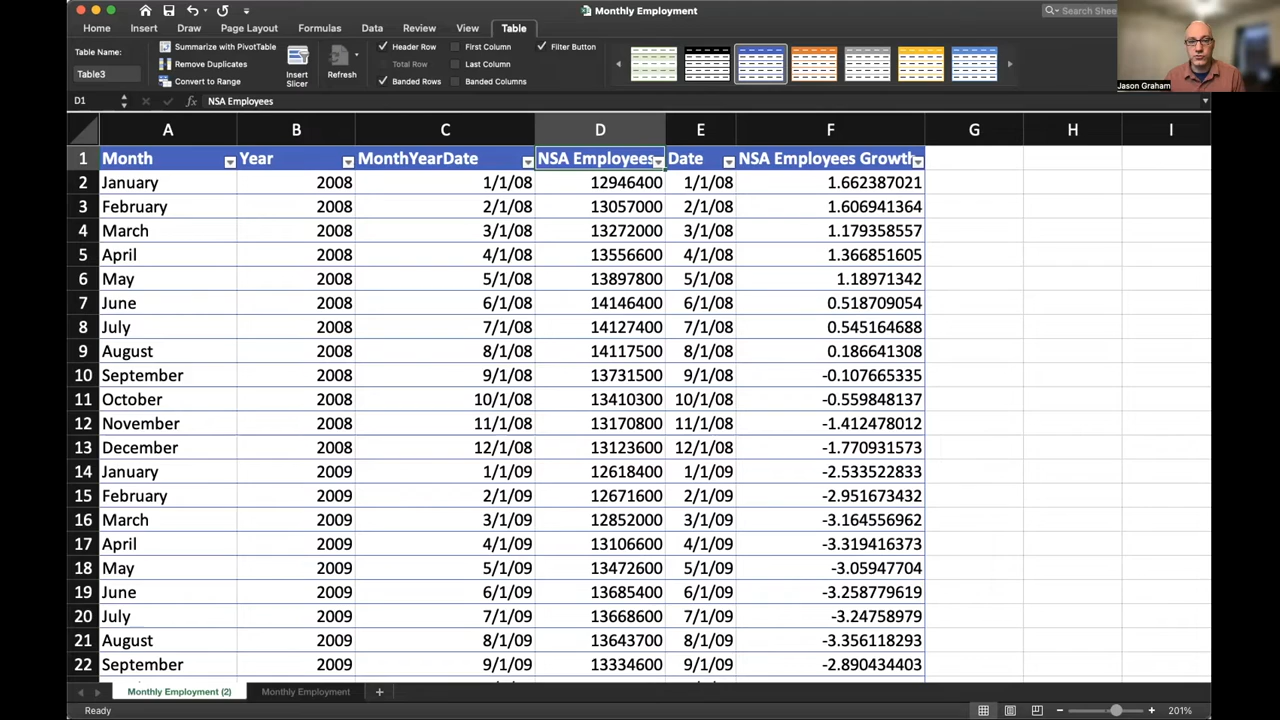 Monthly Employment
Search Shee
Home Insert Draw Page Layout Formulas Data Review View Table
Table Name:
Table3
Summarize with PivotTable
Remove Duplicates
Convert to Range
Insert
Slicer
Refresh
Header Row First Column Filter Button
Total Row Last Column
Banded Rows Banded Columns
Jason Graham
D1 fx NSA Employees
A B C D E F G H I
1 Month Year MonthYearDate NSA Employees Date NSA Employees Growth
2 January 2008 1/1/08 12946400 1/1/08 1.662387021
3 February 2008 2/1/08 13057000 2/1/08 1.606941364
4 March 2008 3/1/08 13272000 3/1/08 1.179358557
5 April 2008 4/1/08 13556600 4/1/08 1.366851605
6 May 2008 5/1/08 13897800 5/1/08 1.18971342
7 June 2008 6/1/08 14146400 6/1/08 0.518709054
8 July 2008 7/1/08 14127400 7/1/08 0.545164688
9 August 2008 8/1/08 14117500 8/1/08 0.186641308
10 September 2008 9/1/08 13731500 9/1/08 -0.107665335
11 October 2008 10/1/08 13410300 10/1/08 -0.559848137
12 November 2008 11/1/08 13170800 11/1/08 -1.412478012
13 December 2008 12/1/08 13123600 12/1/08 -1.770931573
14 January 2009 1/1/09 12618400 1/1/09 -2.533522833
15 February 2009 2/1/09 12671600 2/1/09 -2.951673432
16 March 2009 3/1/09 12852000 3/1/09 -3.164556962
17 April 2009 4/1/09 13106600 4/1/09 -3.319416373
18 May 2009 5/1/09 13472600 5/1/09 -3.05947704
19 June 2009 6/1/09 13685400 6/1/09 -3.258779619
20 July 2009 7/1/09 13668600 7/1/09 -3.24758979
21 August 2009 8/1/09 13643700 8/1/09 -3.356118293
22 September 2009 9/1/09 13334600 9/1/09 -2.890434403
Monthly Employment (2) Monthly Employment
Ready 201%